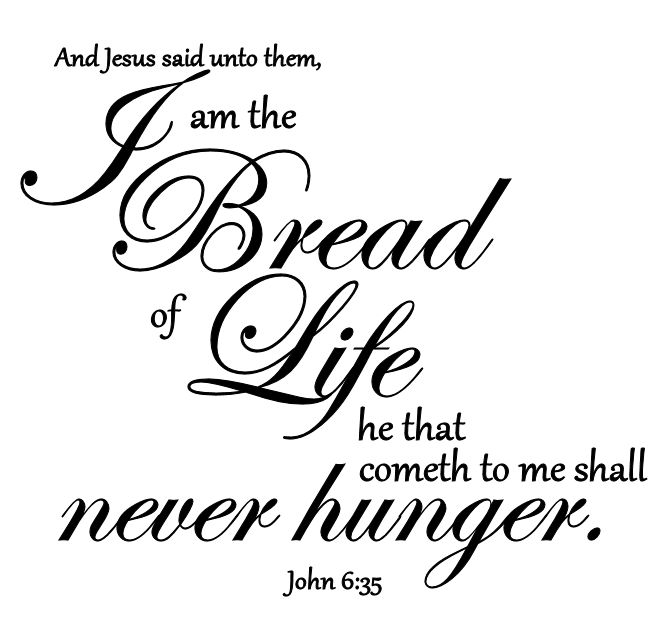 And Jesus said unto them,
I am the
Bread
of Life
he that
cometh to me shall
never hunger.
John 6:35